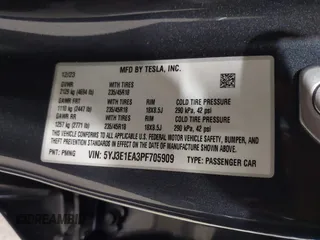 MFD BY TESLA, INC.
12/23
GVWR
2129 kg (4694 lb)
GAWR FRT TIRES RIM COLD TIRE PRESSURE
1110 kg (2447 lb) 235/45R18 18X8.5J 290 kPa, 42 psi
GAWR RR TIRES RIM COLD TIRE PRESSURE
1257 kg (2771 lb) 235/45R18 18X8.5J 290 kPa, 42 psi
THIS VEHICLE CONFORMS TO ALL APPLICABLE
FEDERAL MOTOR VEHICLE SAFETY, BUMPER, AND
THEFT PREVENTION STANDARDS IN EFFECT ON THE DATE
OF MANUFACTURE SHOWN ABOVE.
PNT: PMNG VIN: 5YJ3E1EA3PF705909
TYPE: PASSENGER CAR